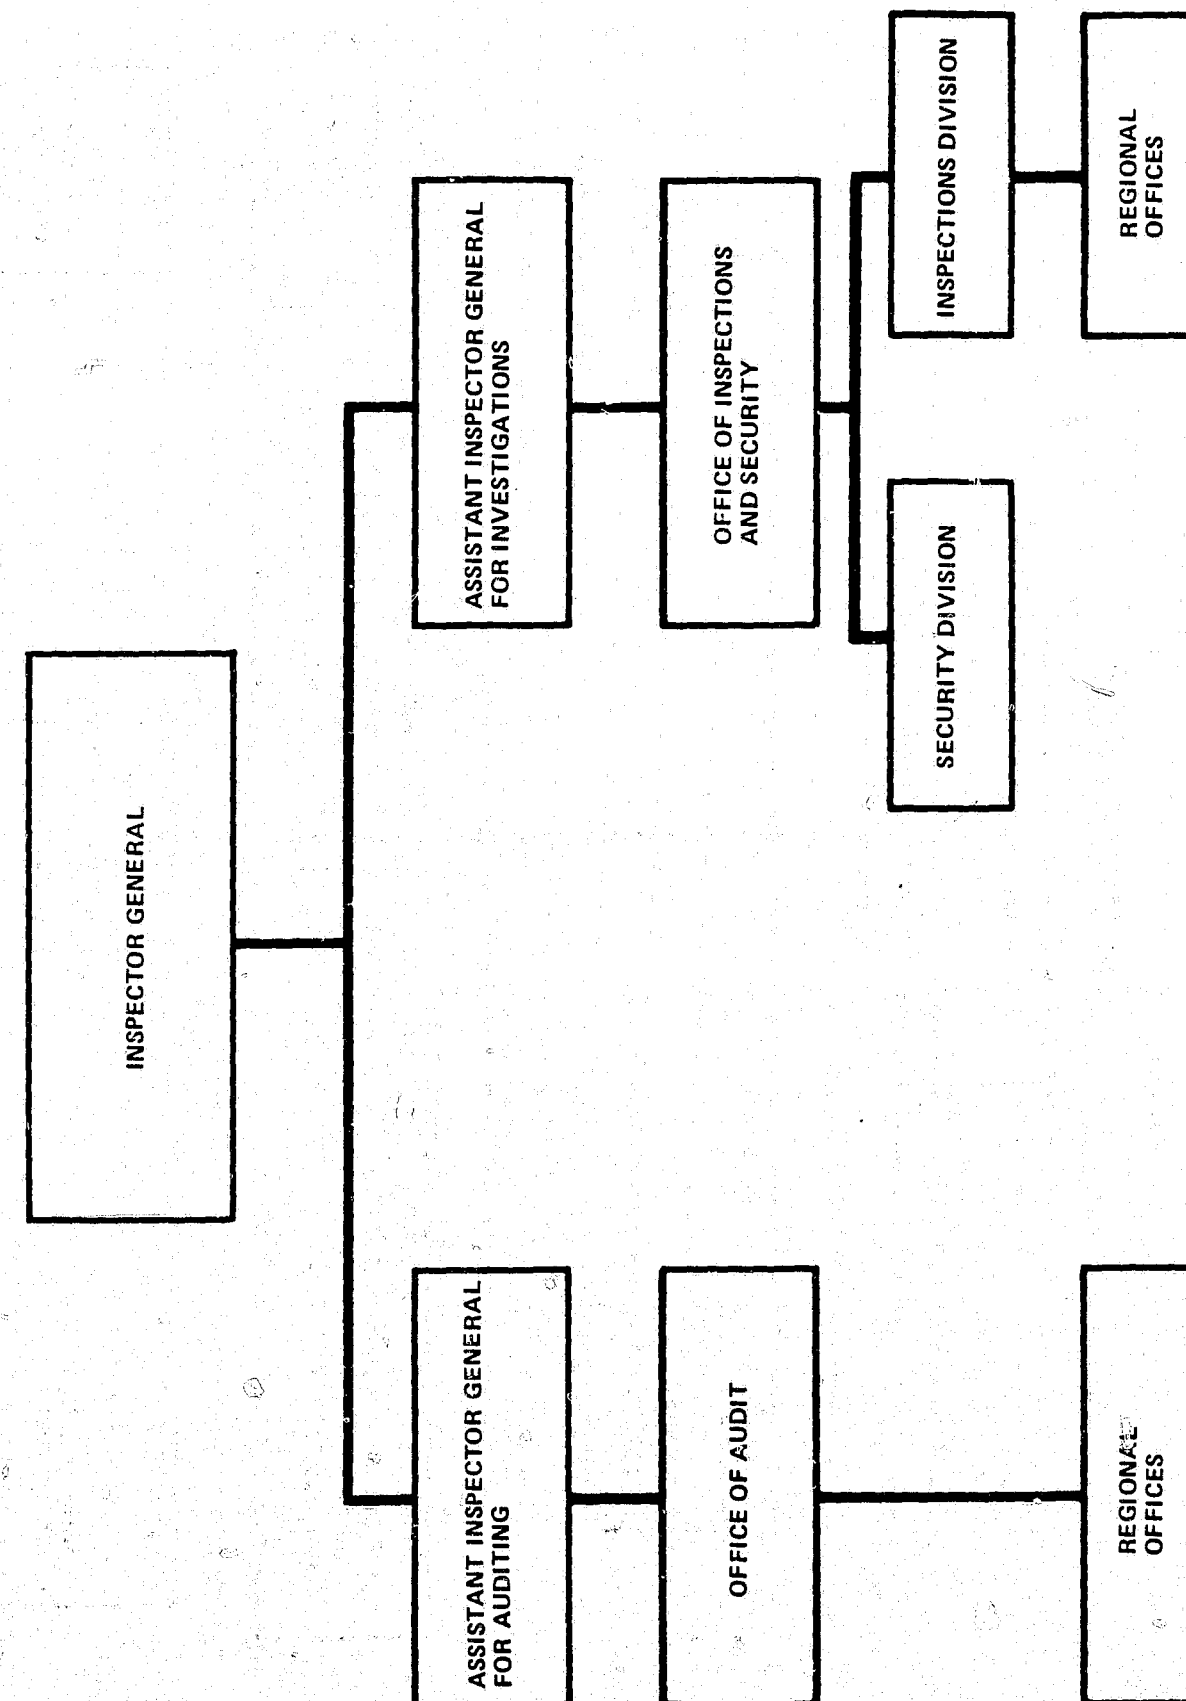 INSPECTOR GENERAL
ASSISTANT INSPECTOR GENERAL
FOR AUDITING
ASSISTANT INSPECTOR GENERAL
FOR INVESTIGATIONS
OFFICE OF AUDIT
OFFICE OF INSPECTIONS
AND SECURITY
SECURITY DIVISION
INSPECTIONS DIVISION
REGIONAL
OFFICES
REGIONAL
OFFICES